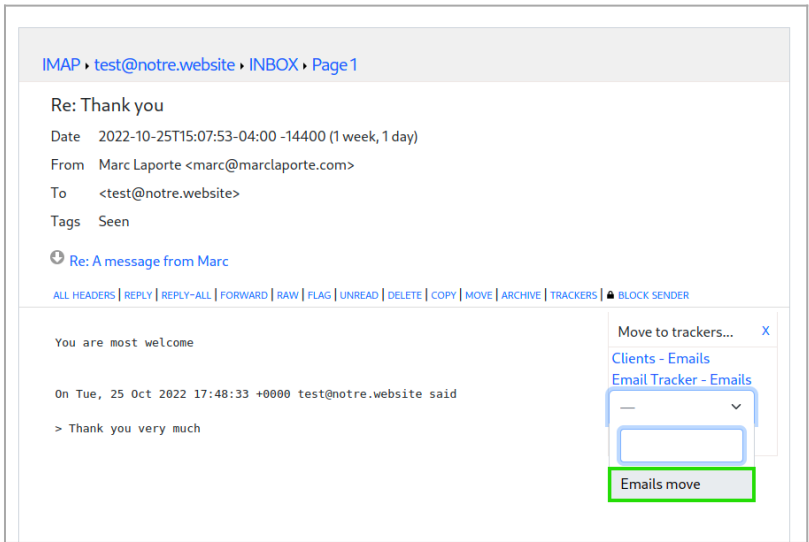 IMAP › test@notre.website › INBOX › Page 1
Re: Thank you
Date 2022-10-25T15:07:53-04:00 -14400 (1 week, 1 day)
From Marc Laporte <marc@marclaporte.com>
To <test@notre.website>
Tags Seen
Re: A message from Marc
ALL HEADERS | REPLY | REPLY-ALL | FORWARD | RAW | FLAG | UNREAD | DELETE | COPY | MOVE | ARCHIVE | TRACKERS | BLOCK SENDER
Move to trackers... X
You are most welcome
Clients - Emails
Email Tracker - Emails
On Tue, 25 Oct 2022 17:48:33 +0000 test@notre.website said
—
> Thank you very much
Emails move